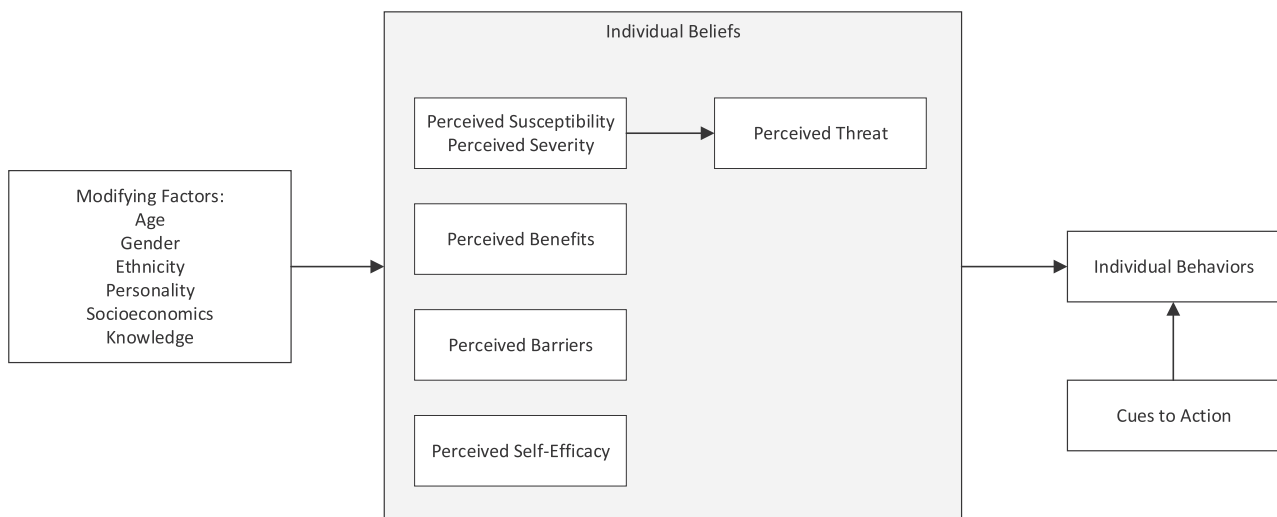 Individual Beliefs
Perceived Susceptibility
Perceived Severity
Perceived Threat
Modifying Factors:
Age
Gender
Ethnicity
Personality
Socioeconomics
Knowledge
Perceived Benefits
Perceived Barriers
Perceived Self-Efficacy
Individual Behaviors
Cues to Action